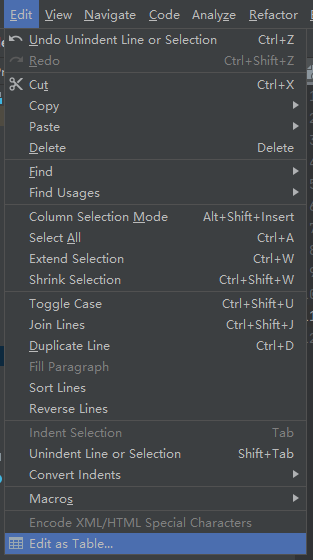 Edit View Navigate Code Analyze Refactor
Undo Unindent Line or Selection Ctrl+Z
Redo Ctrl+Shift+Z
Cut Ctrl+X
Copy
Paste
Delete Delete
Find
Find Usages
Column Selection Mode Alt+Shift+Insert
Select All Ctrl+A
Extend Selection Ctrl+W
Shrink Selection Ctrl+Shift+W
Toggle Case Ctrl+Shift+U
Join Lines Ctrl+Shift+J
Duplicate Line Ctrl+D
Fill Paragraph
Sort Lines
Reverse Lines
Indent Selection Tab
Unindent Line or Selection Shift+Tab
Convert Indents
Macros
Encode XML/HTML Special Characters
Edit as Table...